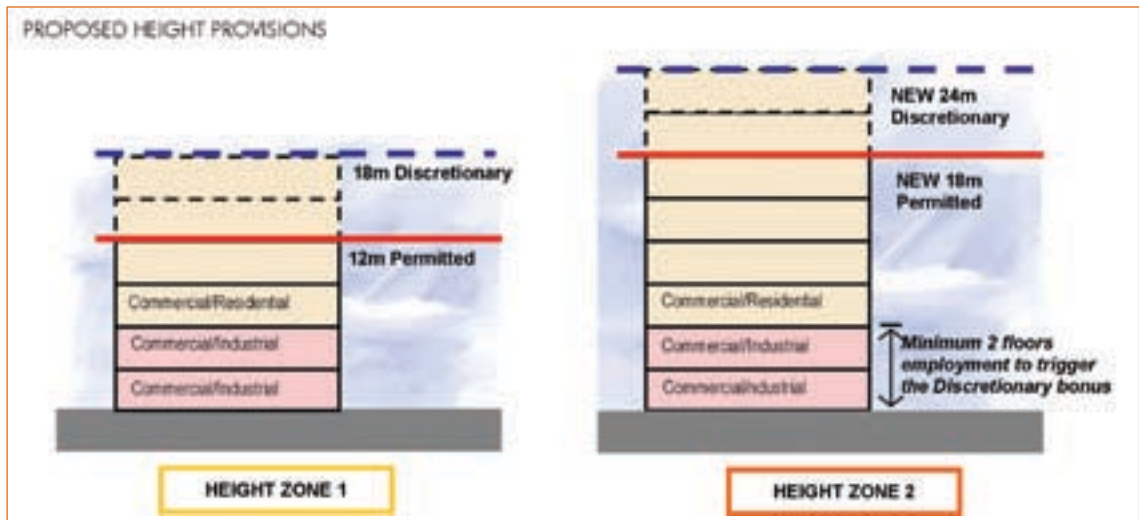 PROPOSED HEIGHT PROVISIONS
18m Discretionary
12m Permitted
Commercial/Residential
Commercial/Industrial
Commercial/Industrial
HEIGHT ZONE 1
NEW 24m
Discretionary
NEW 18m
Permitted
Commercial/Residential
Commercial/Industrial
Commercialndustrial
Minimum 2 floors
employment to trigger
the Discretionary bonus
HEIGHT ZONE 2